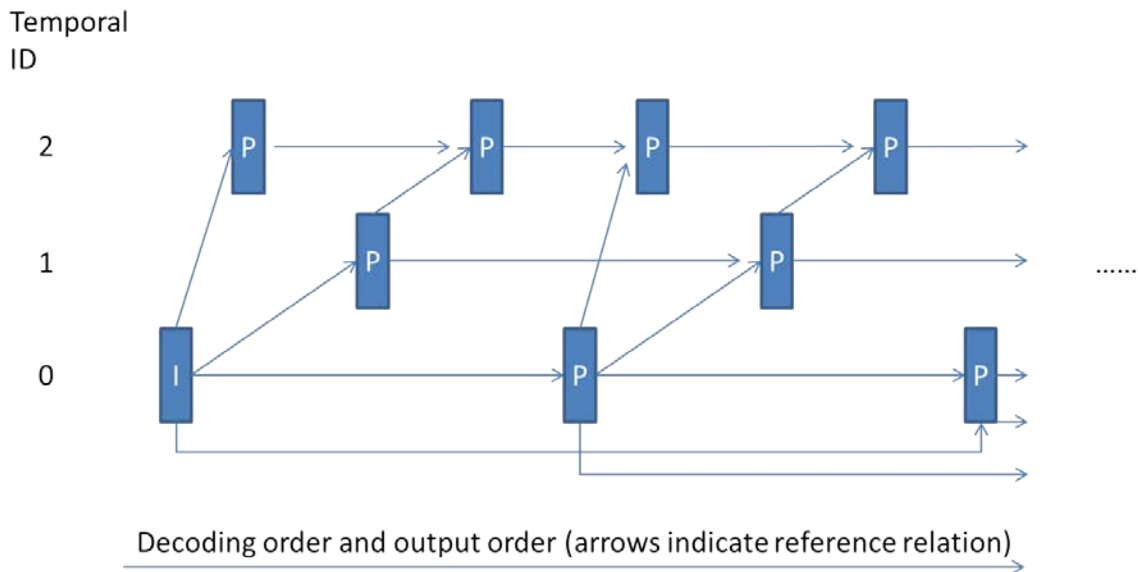 Temporal
ID
2
P P P P
1
P P
......
0
I P P
Decoding order and output order (arrows indicate reference relation)